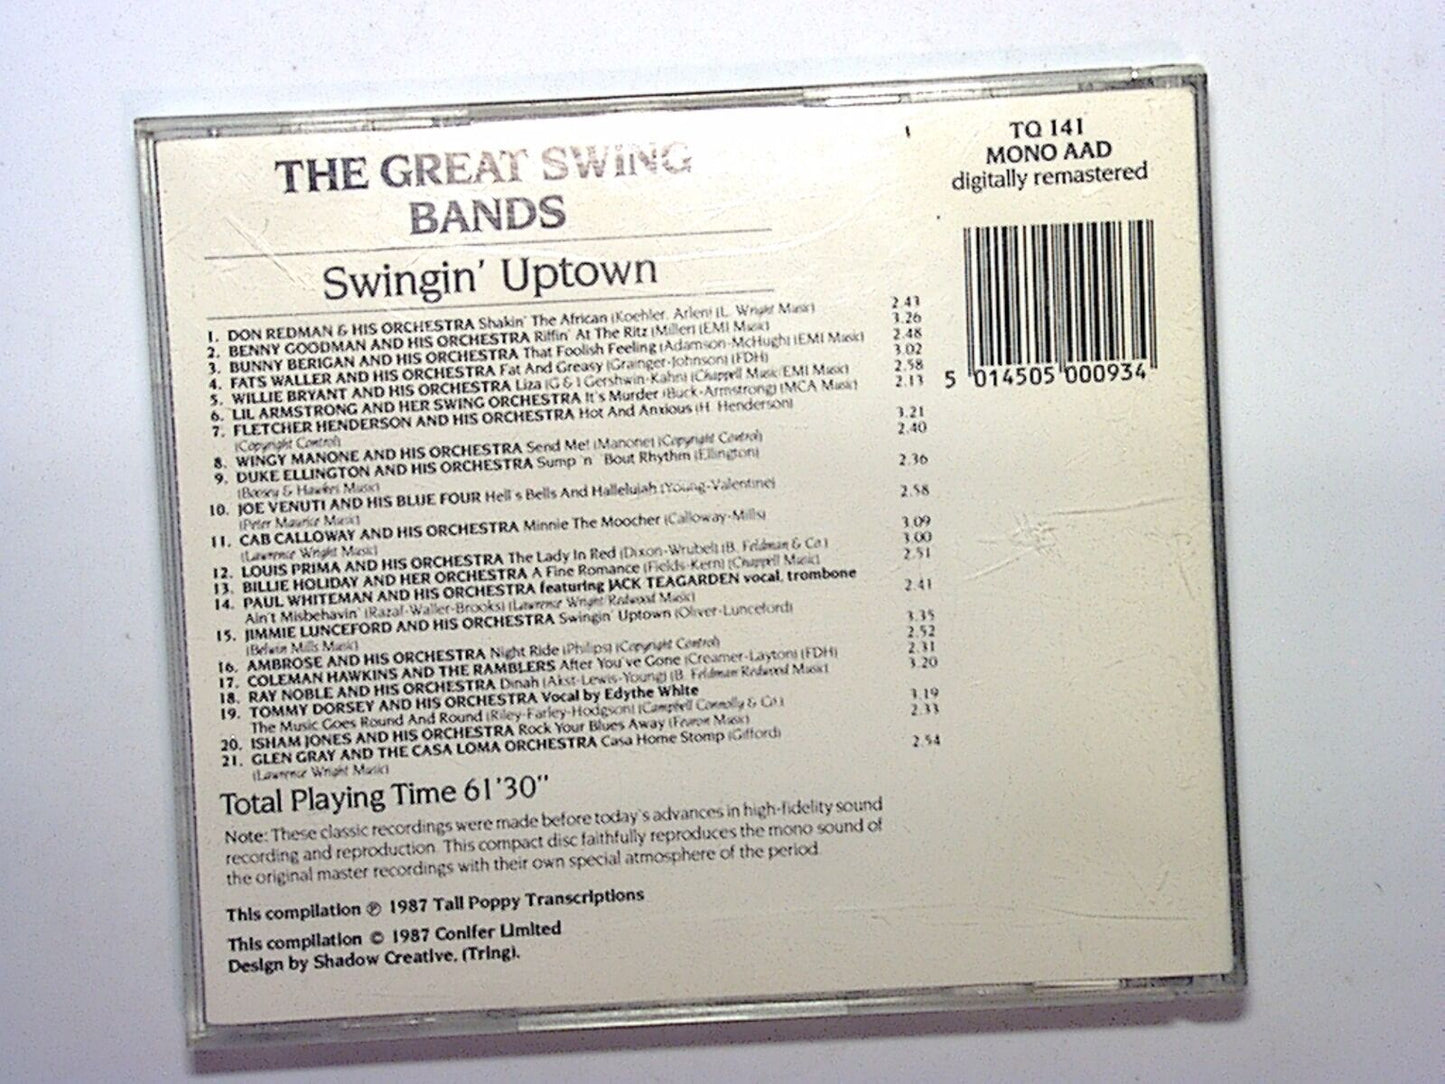 THE GREAT SWING
BANDS
Swingin' Uptown
TQ 141
MONO AAD
digitally remastered
5 014505 000934
1. DON REDMAN & HIS ORCHESTRA Shakin' The African (Koehler, Arlen) (L. Wright Music) 2.43
2. BENNY GOODMAN AND HIS ORCHESTRA Riffin' At The Ritz (Miller) (EMI Music) 3.26
3. BUNNY BERIGAN AND HIS ORCHESTRA That Foolish Feeling (Adamson-McHugh) (EMI Music) 2.48
4. FATS WALLER AND HIS ORCHESTRA Fat And Greasy (Grainger-Johnson) (FDH) 3.02
5. WILLIE BRYANT AND HIS ORCHESTRA Liza (G & I Gershwin-Kahn) (Chappell Music/EMI Music) 2.58
6. LIL ARMSTRONG AND HER SWING ORCHESTRA It's Murder (Buck-Armstrong) (MCA Music) 2.13
7. FLETCHER HENDERSON AND HIS ORCHESTRA Hot And Anxious (H. Henderson)
(Copyright Control) 3.21
8. WINGY MANONE AND HIS ORCHESTRA Send Me! (Manone) (Copyright Control) 2.40
9. DUKE ELLINGTON AND HIS ORCHESTRA Sump 'n' 'Bout Rhythm (Ellington)
(Boosey & Hawkes Music) 2.36
10. JOE VENUTI AND HIS BLUE FOUR Hell's Bells And Hallelujah (Young-Valentine)
(Peter Maurice Music) 2.58
11. CAB CALLOWAY AND HIS ORCHESTRA Minnie The Moocher (Calloway-Mills)
(Lawrence Wright Music) 3.09
12. LOUIS PRIMA AND HIS ORCHESTRA The Lady In Red (Dixon-Wrubel) (B. Feldman & Co.) 3.00
13. BILLIE HOLIDAY AND HER ORCHESTRA A Fine Romance (Fields-Kern) (Chappell Music) 2.51
14. PAUL WHITEMAN AND HIS ORCHESTRA featuring JACK TEAGARDEN vocal, trombone
Ain't Misbehavin' (Razaf-Waller-Brooks) (Lawrence Wright/Redwood Music) 2.41
15. JIMMIE LUNCEFORD AND HIS ORCHESTRA Swingin' Uptown (Oliver-Lunceford)
(Belwin Mills Music) 3.35
16. AMBROSE AND HIS ORCHESTRA Night Ride (Philips) (Copyright Control) 2.52
17. COLEMAN HAWKINS AND THE RAMBLERS After You've Gone (Creamer-Layton) (FDH) 2.31
18. RAY NOBLE AND HIS ORCHESTRA Dinah (Akst-Lewis-Young) (B. Feldman/Redwood Music) 3.20
19. TOMMY DORSEY AND HIS ORCHESTRA Vocal by Edythe White
The Music Goes Round And Round (Riley-Farley-Hodgson) (Campbell Connolly & Co.) 3.19
20. ISHAM JONES AND HIS ORCHESTRA Rock Your Blues Away (Fearon Music) 2.33
21. GLEN GRAY AND THE CASA LOMA ORCHESTRA Casa Home Stomp (Gifford)
(Lawrence Wright Music) 2.54
Total Playing Time 61'30"
Note: These classic recordings were made before today's advances in high-fidelity sound
recording and reproduction. This compact disc faithfully reproduces the mono sound of
the original master recordings with their own special atmosphere of the period.
This compilation ℗ 1987 Tall Poppy Transcriptions
This compilation © 1987 Conifer Limited
Design by Shadow Creative, (Tring).